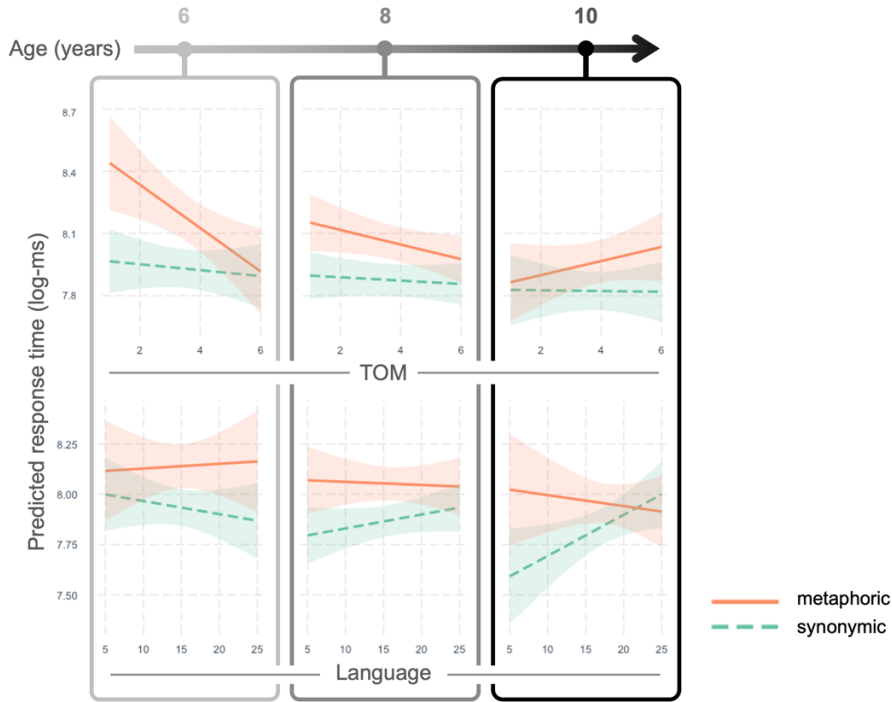 6 8 10
Age (years)
8.7
8.4
8.1
7.8
2 4 6 2 4 6 2 4 6
TOM
Predicted response time (log-ms)
8.25
8.00
7.75
7.50
5 10 15 20 25 5 10 15 20 25 5 10 15 20 25
Language
metaphoric
synonymic